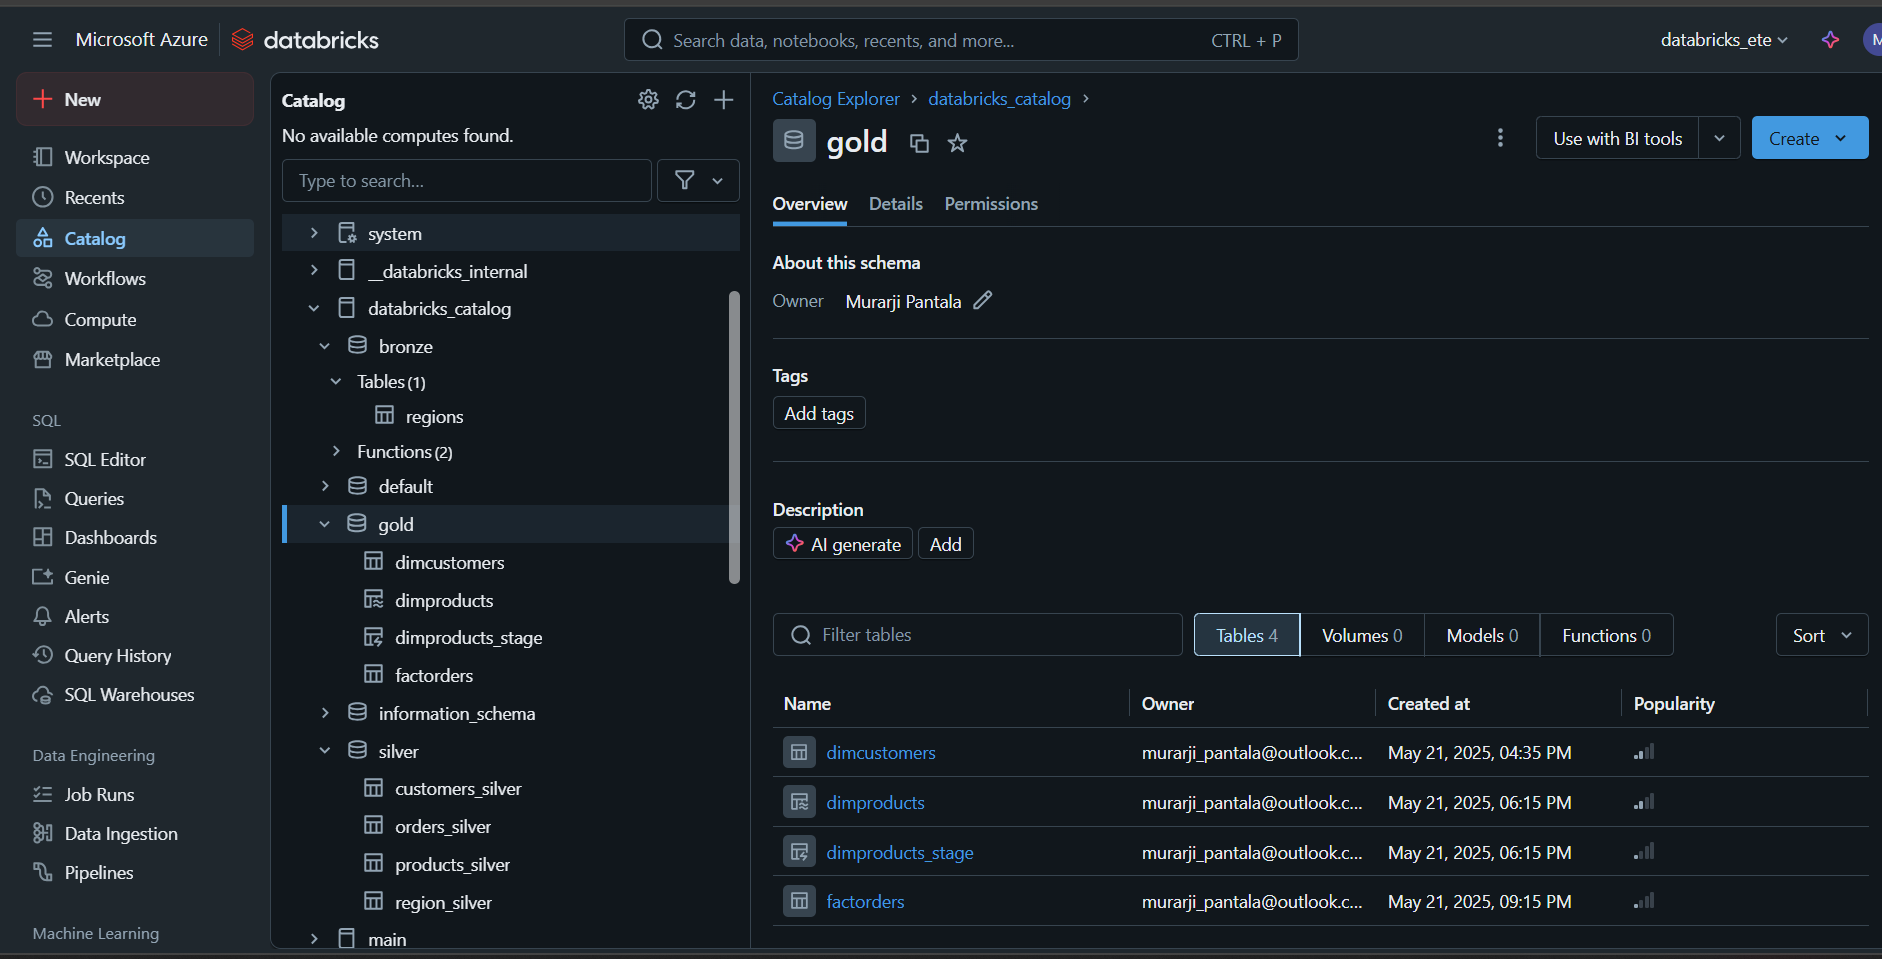 Microsoft Azure databricks
Search data, notebooks, recents, and more... CTRL + P
databricks_ete
M
New
Workspace
Recents
Catalog
Workflows
Compute
Marketplace
SQL
SQL Editor
Queries
Dashboards
Genie
Alerts
Query History
SQL Warehouses
Data Engineering
Job Runs
Data Ingestion
Pipelines
Machine Learning
Catalog
No available computes found.
Type to search...
system
__databricks_internal
databricks_catalog
bronze
Tables (1)
regions
Functions (2)
default
gold
dimcustomers
dimproducts
dimproducts_stage
factorders
information_schema
silver
customers_silver
orders_silver
products_silver
region_silver
main
Catalog Explorer > databricks_catalog >
gold
Use with BI tools
Create
Overview Details Permissions
About this schema
Owner Murarji Pantala
Tags
Add tags
Description
AI generate Add
Filter tables Tables 4 Volumes 0 Models 0 Functions 0 Sort
Name Owner Created at Popularity
dimcustomers murarji_pantala@outlook.c... May 21, 2025, 04:35 PM
dimproducts murarji_pantala@outlook.c... May 21, 2025, 06:15 PM
dimproducts_stage murarji_pantala@outlook.c... May 21, 2025, 06:15 PM
factorders murarji_pantala@outlook.c... May 21, 2025, 09:15 PM